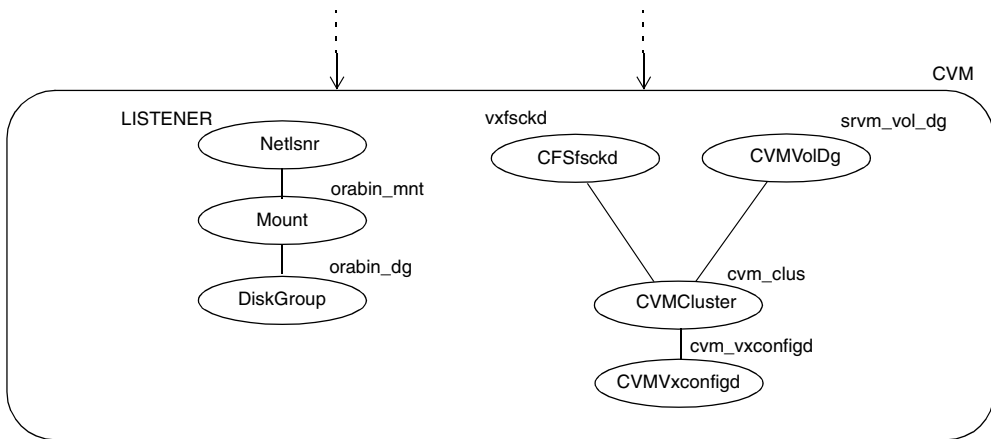 CVM
LISTENER
Netlsnr
orabin_mnt
Mount
orabin_dg
DiskGroup
vxfsckd
CFSfsckd
srvm_vol_dg
CVMVolDg
cvm_clus
CVMCluster
cvm_vxconfigd
CVMVxconfigd